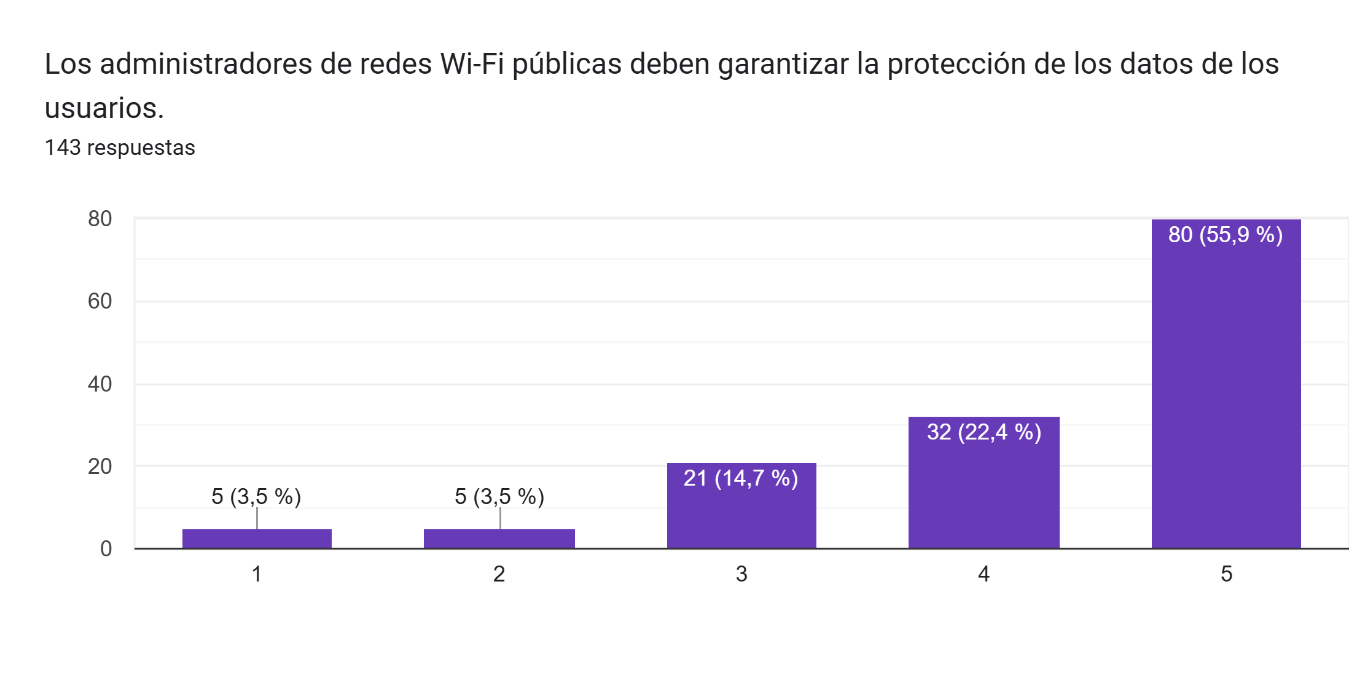 Los administradores de redes Wi-Fi públicas deben garantizar la protección de los datos de los
usuarios.
143 respuestas
80
60
40
20
0
5 (3,5 %)
5 (3,5 %)
21 (14,7 %)
32 (22,4 %)
80 (55,9 %)
1
2
3
4
5